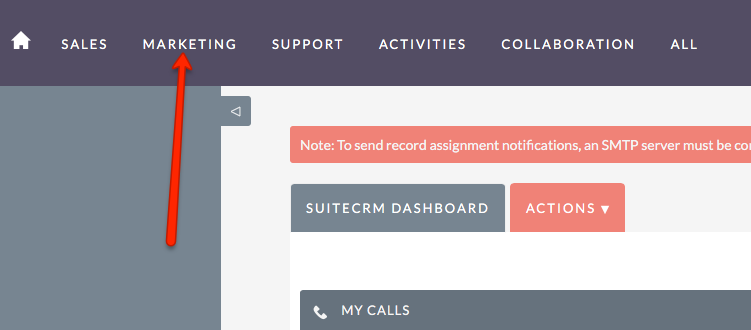 SALES MARKETING SUPPORT ACTIVITIES COLLABORATION ALL
Note: To send record assignment notifications, an SMTP server must be
SUITECRM DASHBOARD ACTIONS ▾
MY CALLS